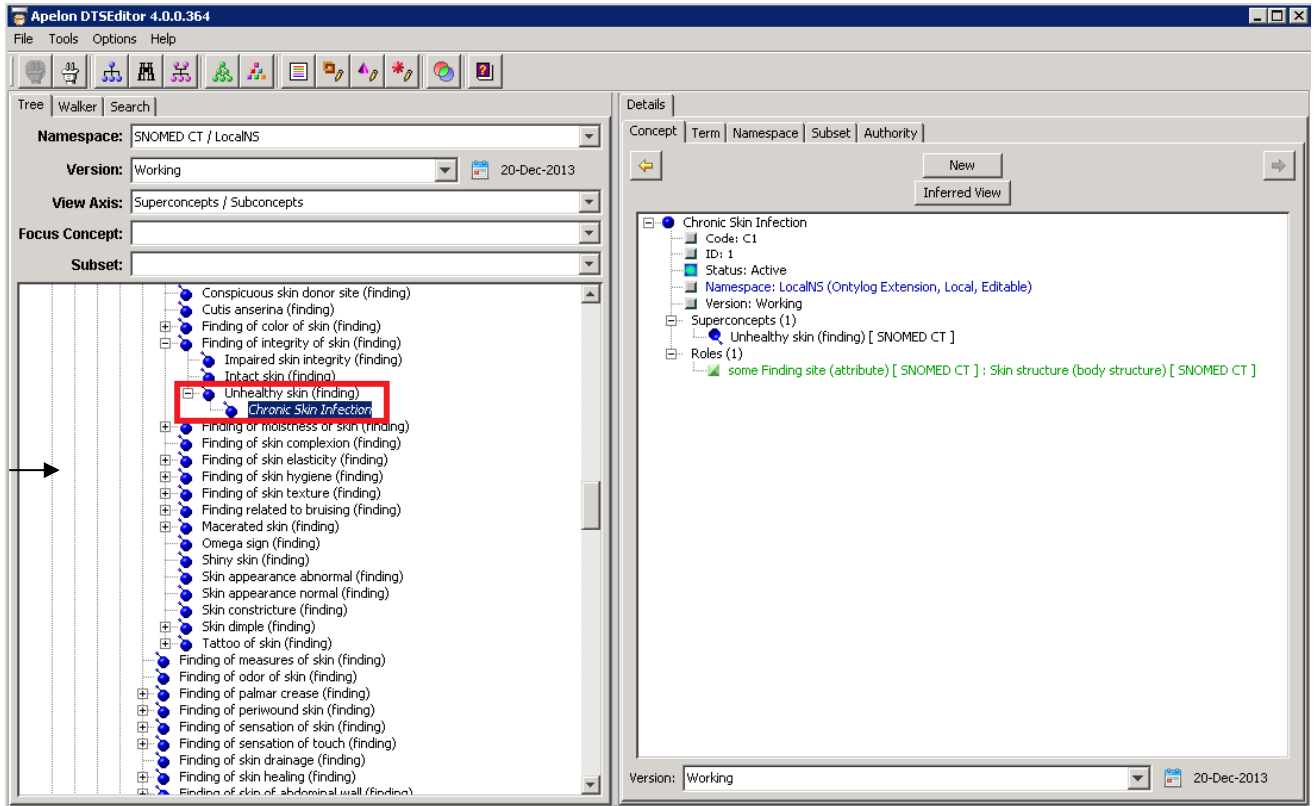 Apelon DTSEditor 4.0.0.364
File Tools Options Help
Tree Walker Search
Namespace: SNOMED CT / LocalNS
Version: Working 20-Dec-2013
View Axis: Superconcepts / Subconcepts
Focus Concept:
Subset:
Conspicuous skin donor site (finding)
Cutis anserina (finding)
Finding of color of skin (finding)
Finding of integrity of skin (finding)
Impaired skin integrity (finding)
Intact skin (finding)
Unhealthy skin (finding)
Chronic Skin Infection
Finding of moistness of skin (finding)
Finding of skin complexion (finding)
Finding of skin elasticity (finding)
Finding of skin hygiene (finding)
Finding of skin texture (finding)
Finding related to bruising (finding)
Macerated skin (finding)
Omega sign (finding)
Shiny skin (finding)
Skin appearance abnormal (finding)
Skin appearance normal (finding)
Skin constricture (finding)
Skin dimple (finding)
Tattoo of skin (finding)
Finding of measures of skin (finding)
Finding of odor of skin (finding)
Finding of palmar crease (finding)
Finding of periwound skin (finding)
Finding of sensation of skin (finding)
Finding of sensation of touch (finding)
Finding of skin drainage (finding)
Finding of skin healing (finding)
Finding of skin of abdominal wall (finding)
Details
Concept Term Namespace Subset Authority
New
Inferred View
Chronic Skin Infection
Code: C1
ID: 1
Status: Active
Namespace: LocalNS (Ontylog Extension, Local, Editable)
Version: Working
Superconcepts (1)
Unhealthy skin (finding) [ SNOMED CT ]
Roles (1)
some Finding site (attribute) [ SNOMED CT ] : Skin structure (body structure) [ SNOMED CT ]
Version: Working 20-Dec-2013